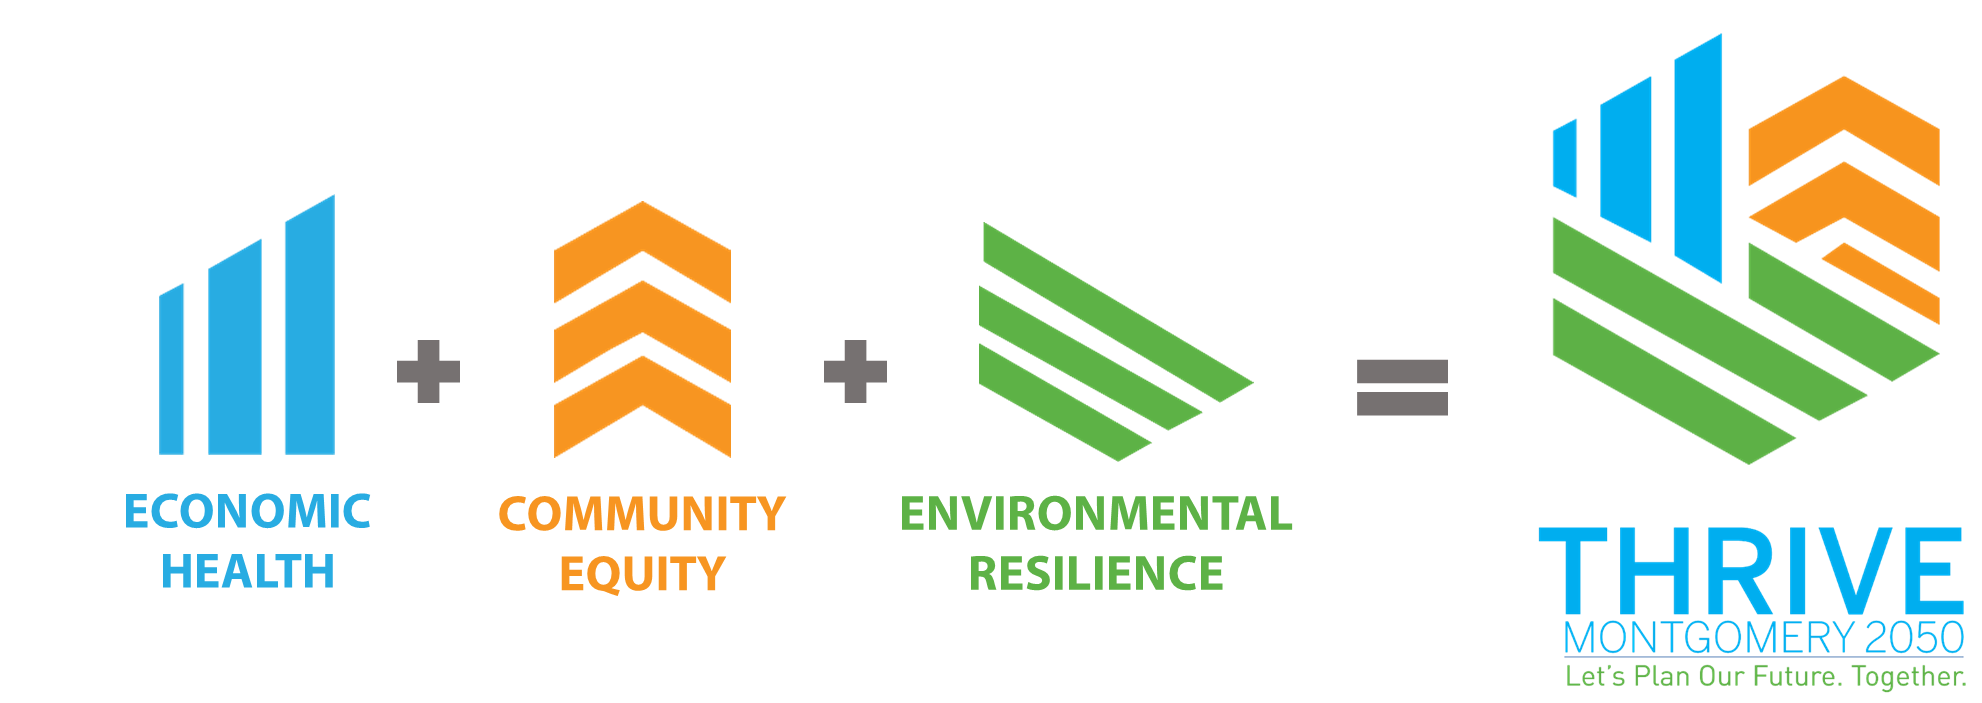 ECONOMIC
HEALTH
COMMUNITY
EQUITY
ENVIRONMENTAL
RESILIENCE
THRIVE
MONTGOMERY 2050
Let's Plan Our Future. Together.